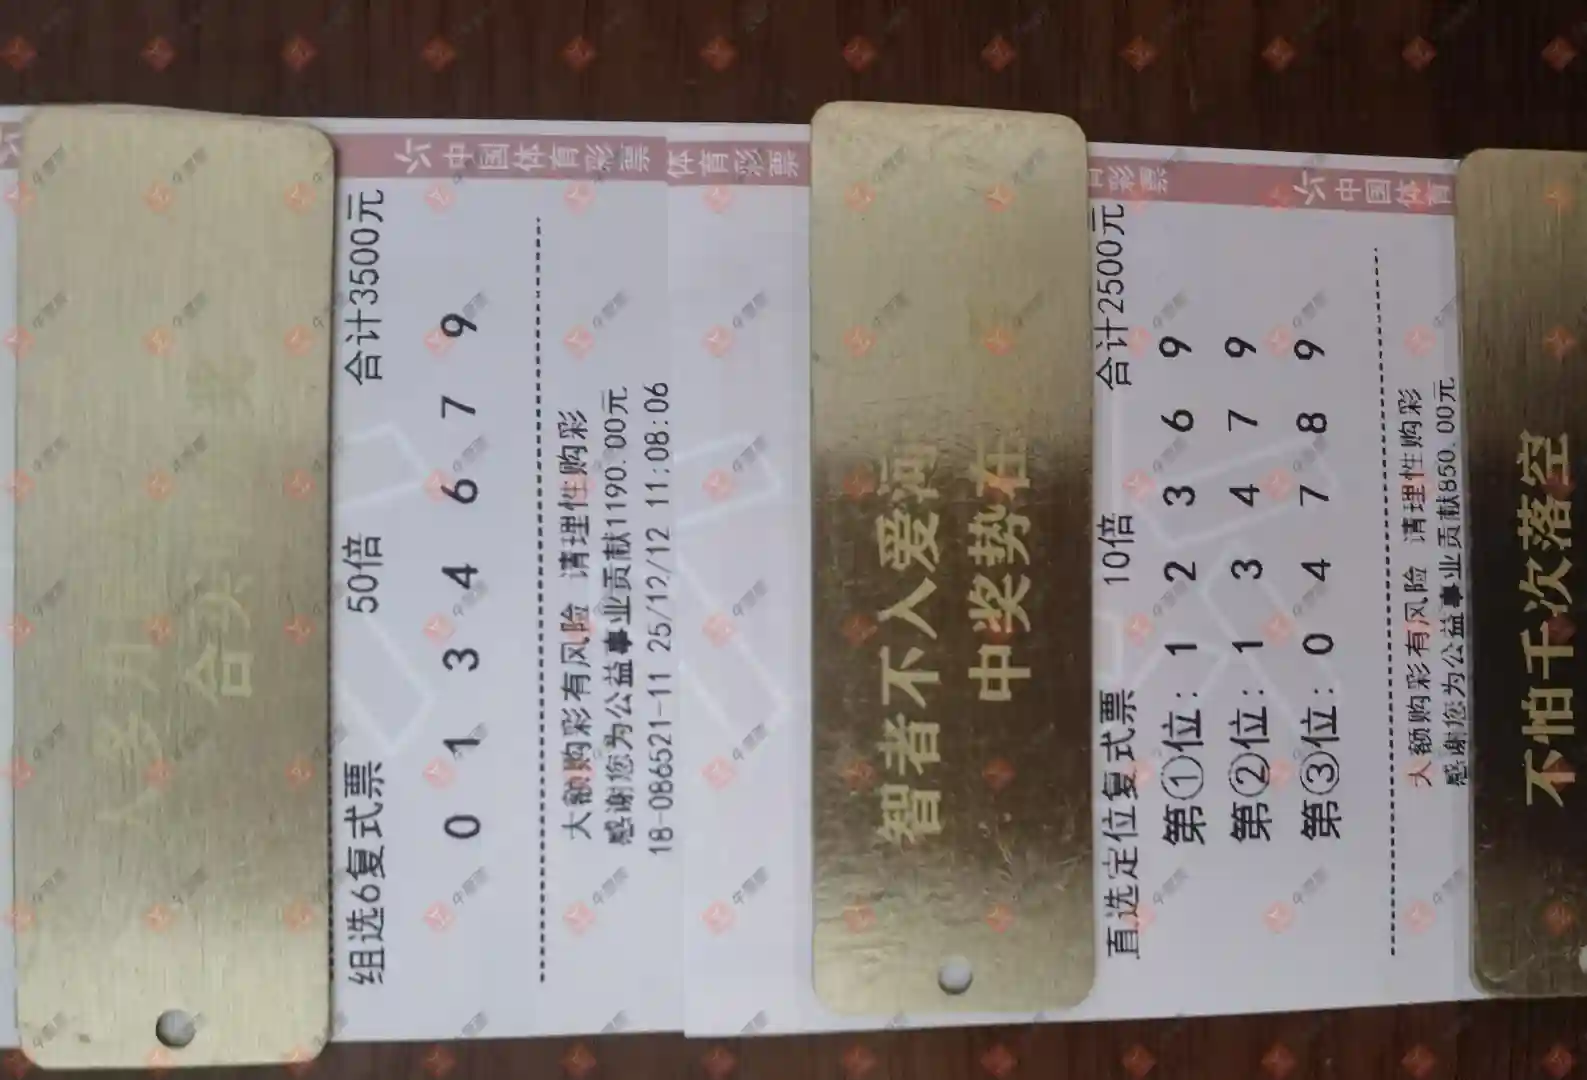 中国体育彩票
组选6复式票 50倍 合计3500元
0 1 3 4 6 7 9
大额购彩有风险 请理性购彩
感谢您为公益事业贡献1190.00元
18-086521-11 25/12/12 11:08:06
体育彩票
智者不入爱河
中奖势在
育彩票
中国体育
直选定位复式票 10倍 合计2500元
第①位: 1 2 3 6 9
第②位: 1 3 4 7 9
第③位: 0 4 7 8 9
大额购彩有风险 请理性购彩
感谢您为公益事业贡献850.00元
不怕千次落空